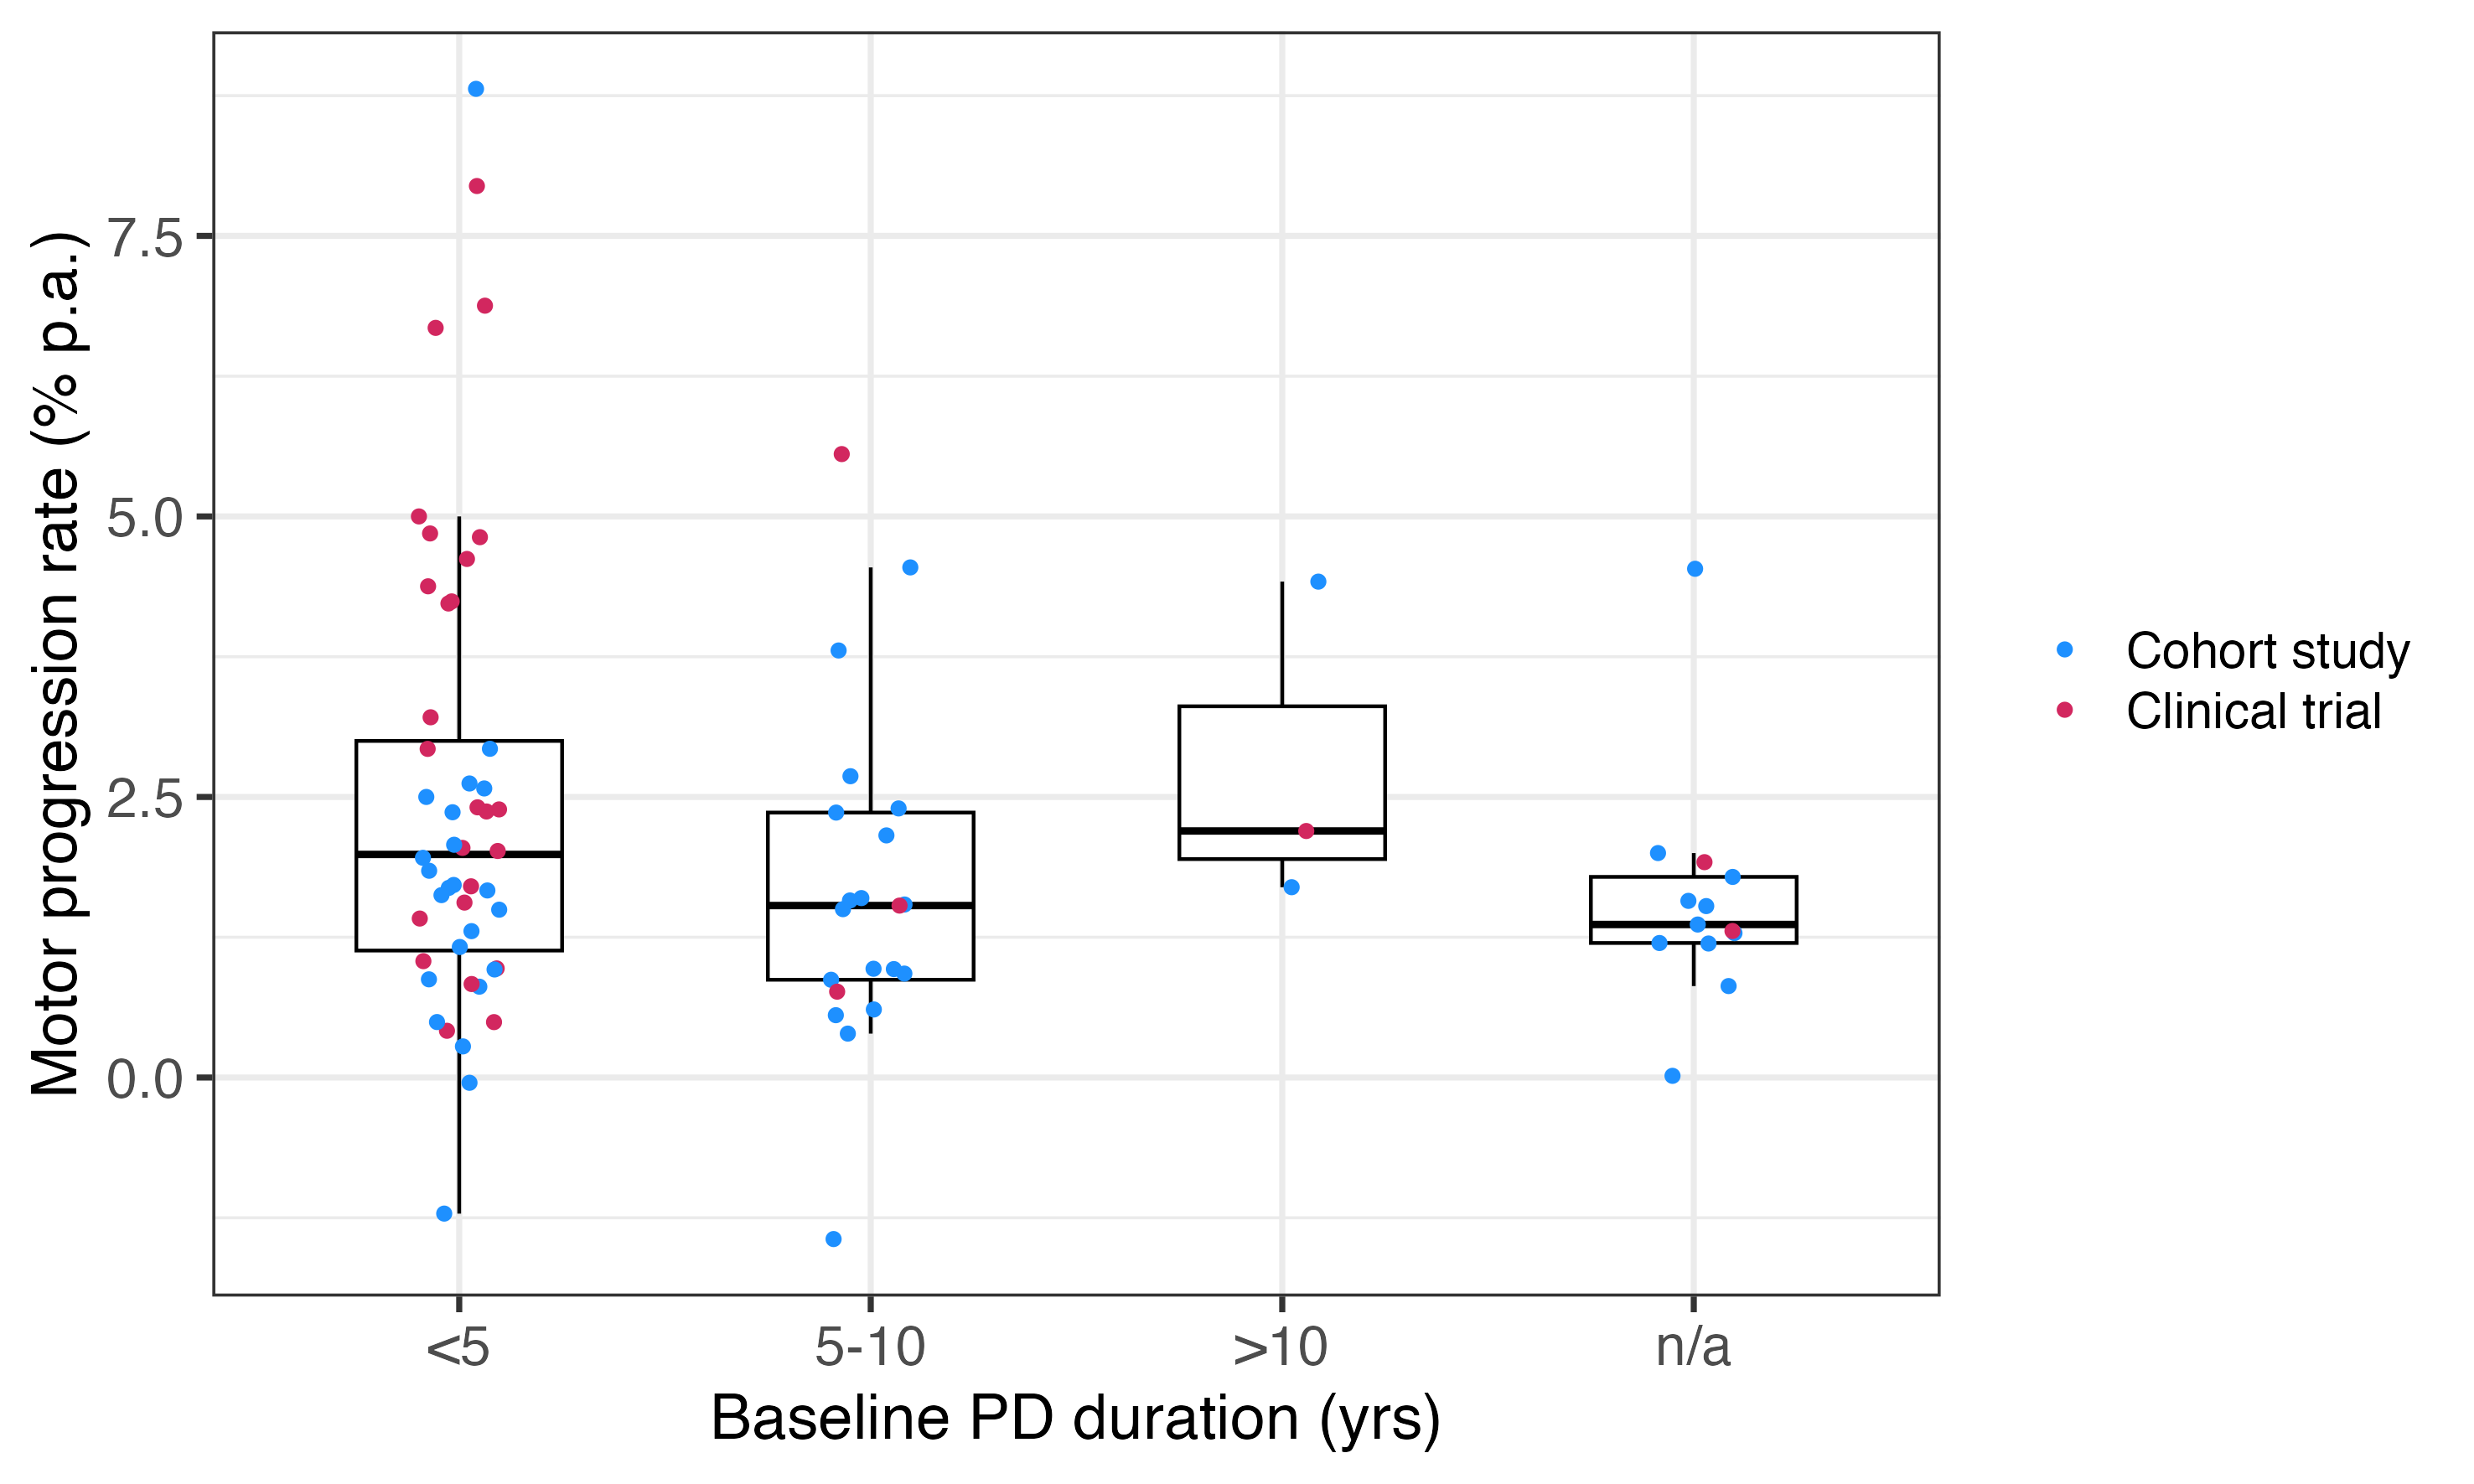 Motor progression rate (% p.a.)
7.5
5.0
2.5
0.0
<5
5-10
>10
n/a
Baseline PD duration (yrs)
Cohort study
Clinical trial